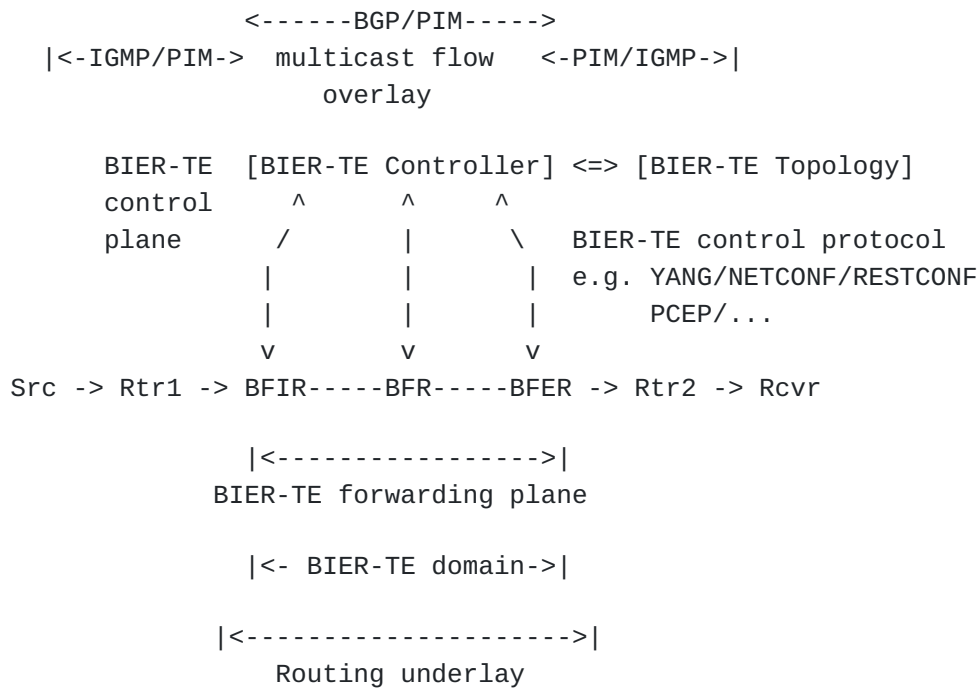 <------BGP/PIM----->
|<-IGMP/PIM-> multicast flow <-PIM/IGMP->|
overlay
BIER-TE [BIER-TE Controller] <=> [BIER-TE Topology]
control ^ ^ ^
plane / | \ BIER-TE control protocol
| | | e.g. YANG/NETCONF/RESTCONF
| | | PCEP/...
v v v
Src -> Rtr1 -> BFIR-----BFR-----BFER -> Rtr2 -> Rcvr
|<----------------->|
BIER-TE forwarding plane
|<- BIER-TE domain->|
|<--------------------->|
Routing underlay